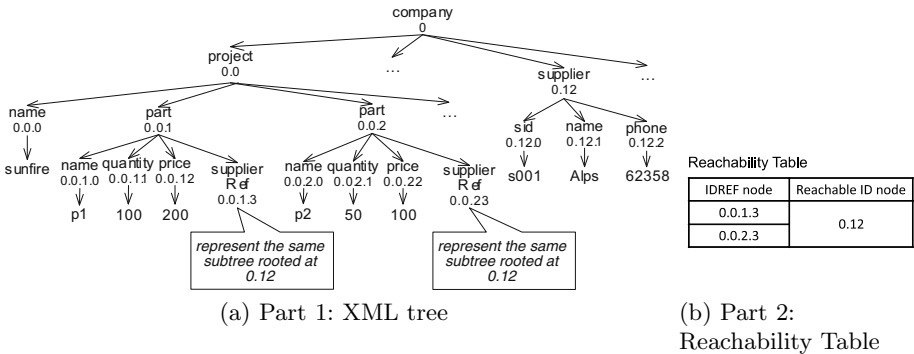 company
0
project
0.0
...
supplier
0.12
...
name
0.0.0
part
0.0.1
part
0.0.2
...
sid
0.12.0
name
0.12.1
phone
0.12.2
sunfire
name
0.0.1.0
quantity
0.0.1.1
price
0.0.12
supplier
Ref
0.0.1.3
name
0.0.2.0
quantity
0.0.2.1
price
0.0.22
supplier
Ref
0.0.23
s001
Alps
62358
p1
100
200
p2
50
100
represent the same
subtree rooted at
0.12
represent the same
subtree rooted at
0.12
(a) Part 1: XML tree
Reachability Table
IDREF node Reachable ID node
0.0.1.3 0.12
0.0.2.3
(b) Part 2:
Reachability Table